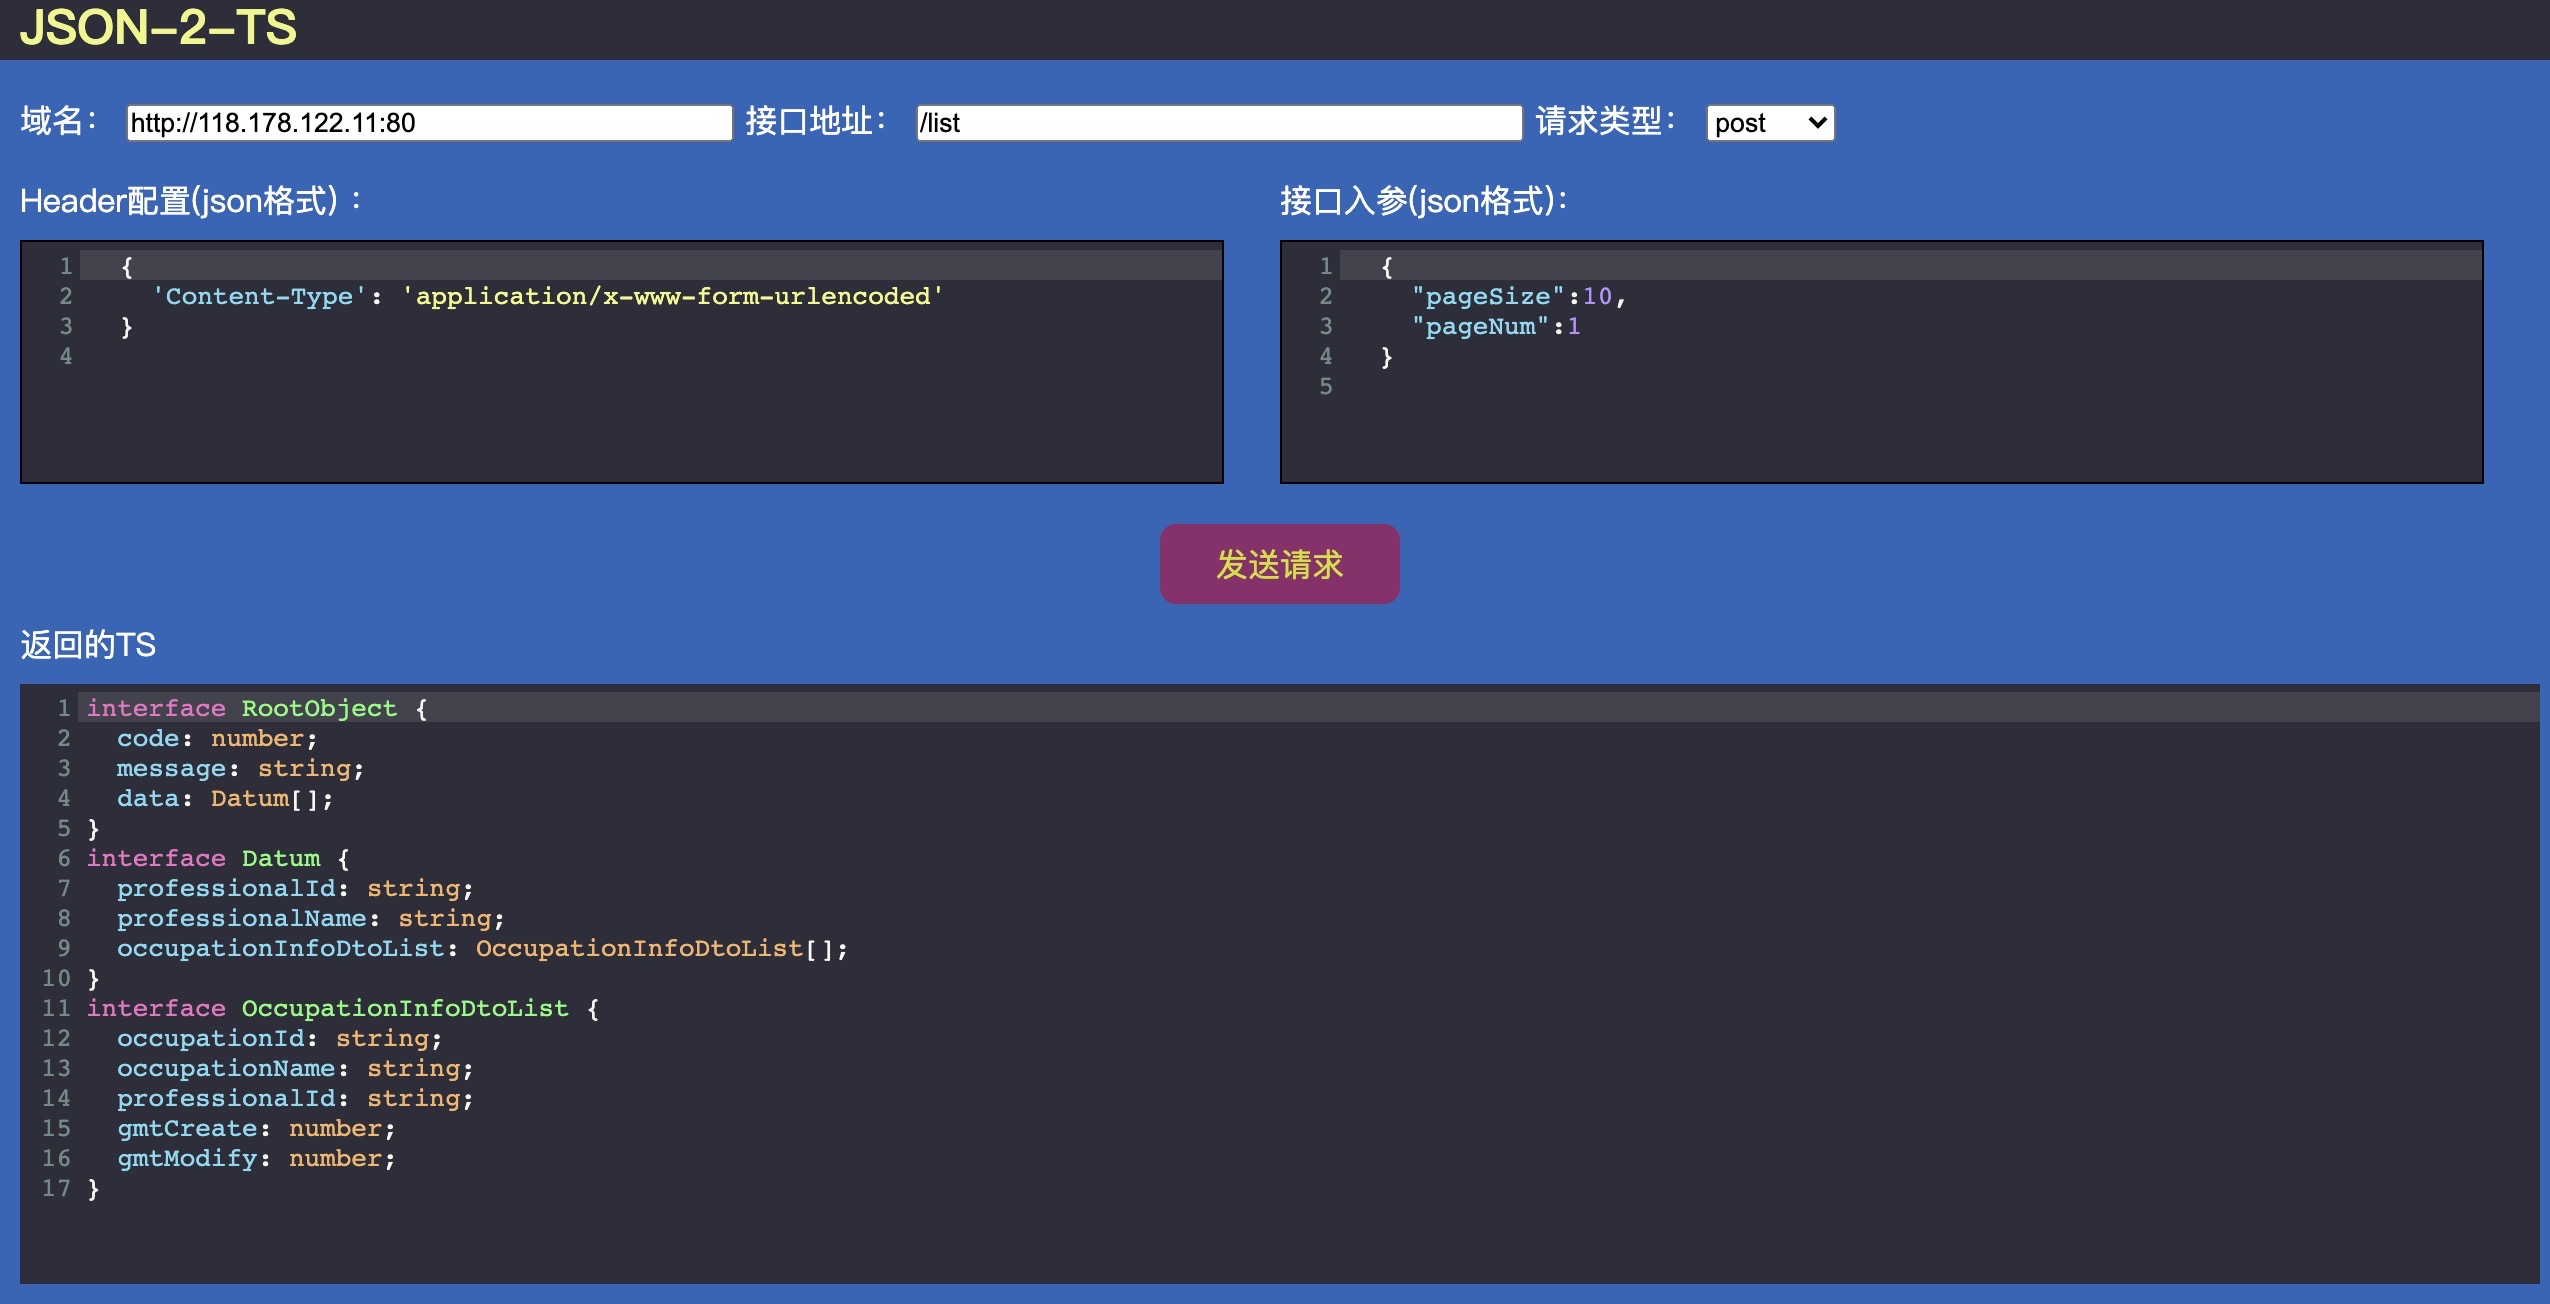 JSON-2-TS
域名： http://118.178.122.11:80 接口地址： /list 请求类型： post
Header配置(json格式)：
1 {
2 'Content-Type': 'application/x-www-form-urlencoded'
3 }
4
接口入参(json格式)：
1 {
2 "pageSize":10,
3 "pageNum":1
4 }
5
发送请求
返回的TS
1 interface RootObject {
2 code: number;
3 message: string;
4 data: Datum[];
5 }
6 interface Datum {
7 professionalId: string;
8 professionalName: string;
9 occupationInfoDtoList: OccupationInfoDtoList[];
10 }
11 interface OccupationInfoDtoList {
12 occupationId: string;
13 occupationName: string;
14 professionalId: string;
15 gmtCreate: number;
16 gmtModify: number;
17 }